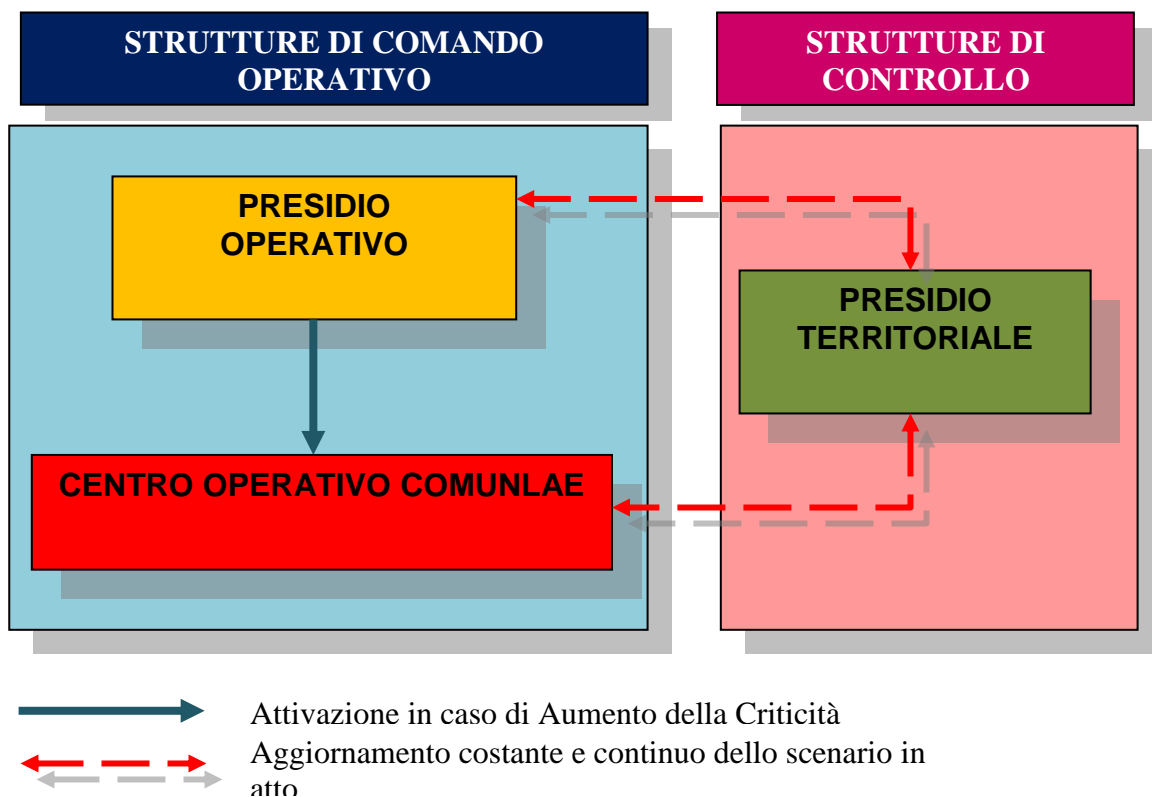 STRUTTURE DI COMANDO
OPERATIVO
STRUTTURE DI
CONTROLLO
PRESIDIO
OPERATIVO
PRESIDIO
TERRITORIALE
CENTRO OPERATIVO COMUNLAE
Attivazione in caso di Aumento della Criticità
Aggiornamento costante e continuo dello scenario in
atto